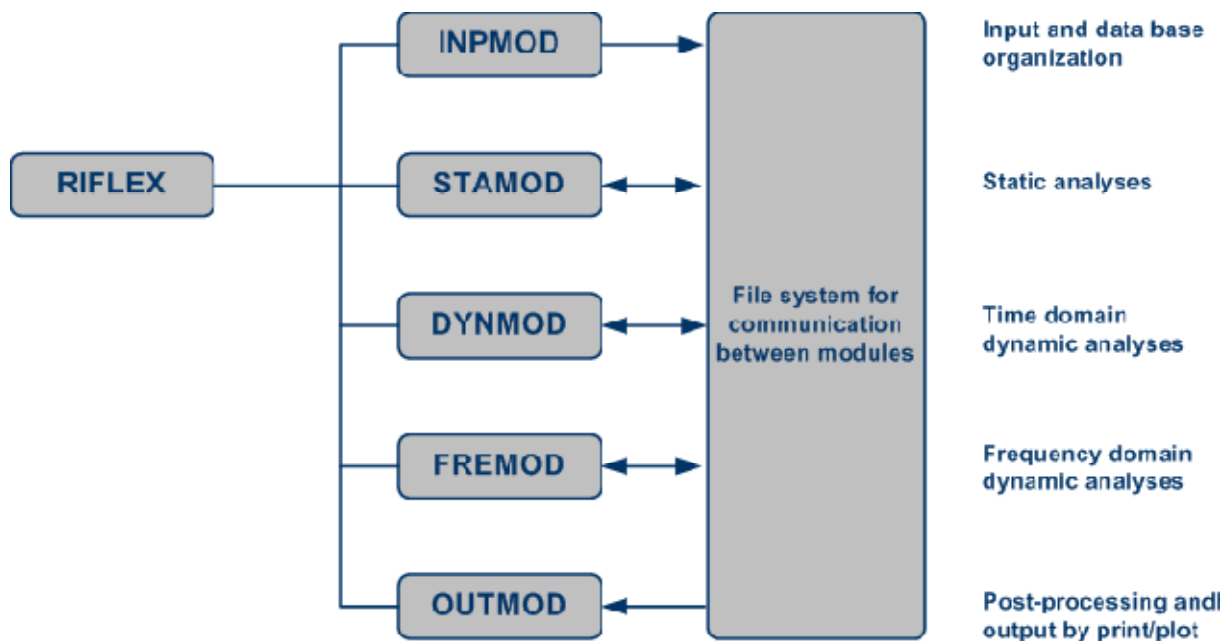 INPMOD
Input and data base
organization
RIFLEX
STAMOD
Static analyses
File system for
communication
between modules
DYNMOD
Time domain
dynamic analyses
FREMOD
Frequency domain
dynamic analyses
OUTMOD
Post-processing andl
output by print/plot